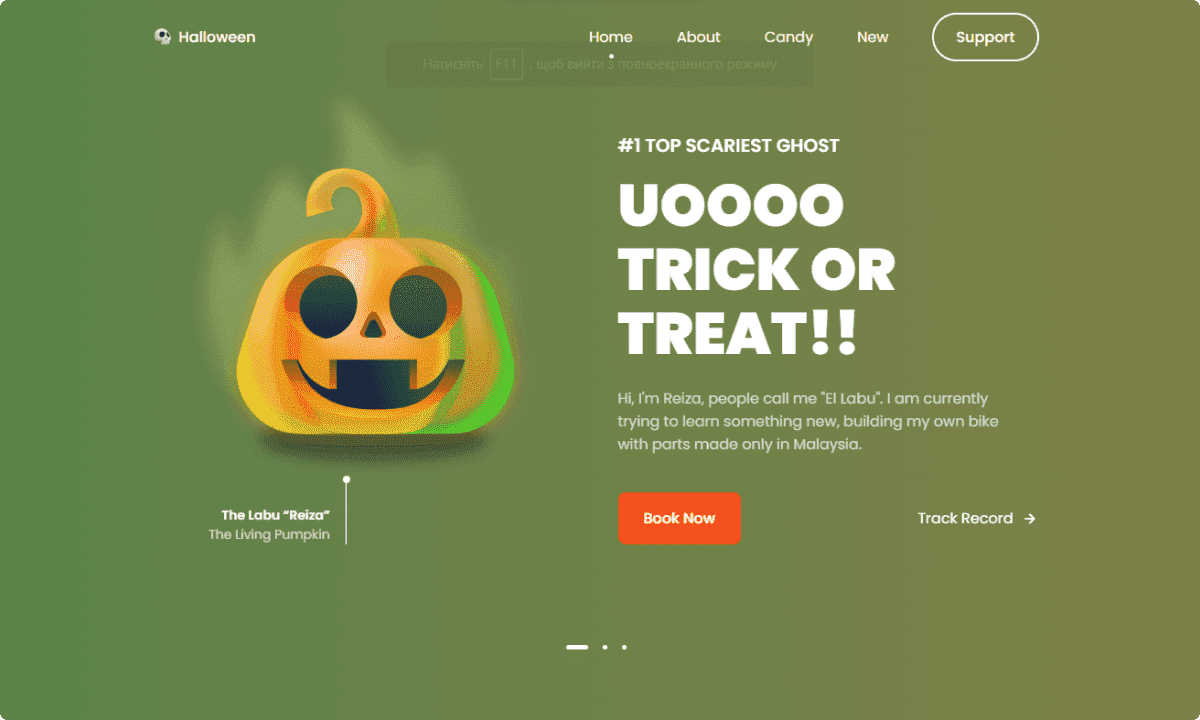 Halloween
Home
About
Candy
New
Support
Натисніть F11 , щоб вийти з повноекранного режиму
#1 TOP SCARIEST GHOST
UOOOO
TRICK OR
TREAT!!
Hi, I'm Reiza, people call me "El Labu". I am currently
trying to learn something new, building my own bike
with parts made only in Malaysia.
Book Now
Track Record →
The Labu “Reiza”
The Living Pumpkin